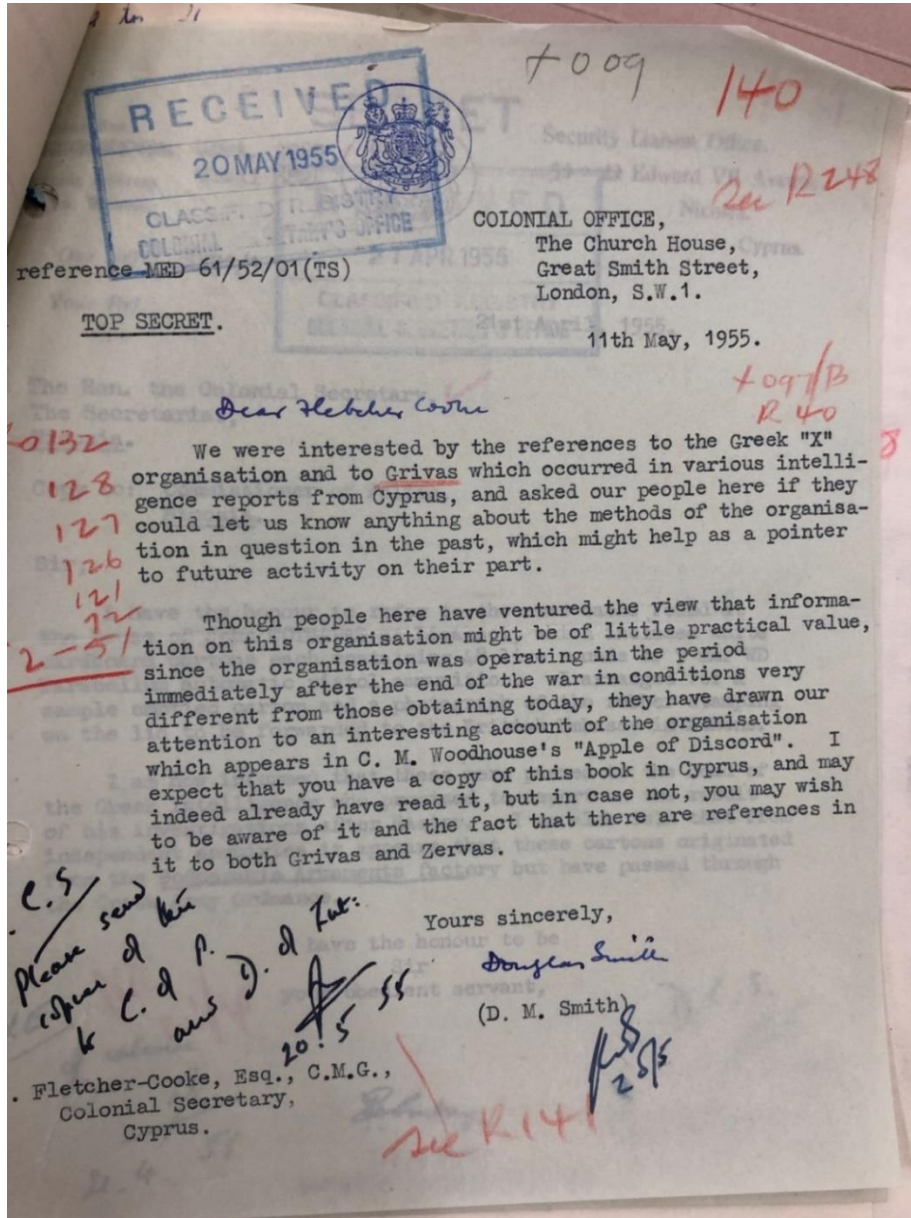 + 009
140
RECEIVED
20 MAY 1955
COLONIAL SECRETARY'S OFFICE
See R 248
COLONIAL OFFICE,
The Church House,
Great Smith Street,
London, S.W.1.
reference MED 61/52/01(TS)
TOP SECRET.
11th May, 1955.
Dear Fletcher Cooke
R 40
132
128
127
126
121
We were interested by the references to the Greek "X"
organisation and to Grivas which occurred in various intelli-
gence reports from Cyprus, and asked our people here if they
could let us know anything about the methods of the organisa-
tion in question in the past, which might help as a pointer
to future activity on their part.
Though people here have ventured the view that informa-
tion on this organisation might be of little practical value,
since the organisation was operating in the period
immediately after the end of the war in conditions very
different from those obtaining today, they have drawn our
attention to an interesting account of the organisation
which appears in C. M. Woodhouse's "Apple of Discord". I
expect that you have a copy of this book in Cyprus, and may
indeed already have read it, but in case not, you may wish
to be aware of it and the fact that there are references in
it to both Grivas and Zervas.
Yours sincerely,
Douglas Smith
(D. M. Smith)
C.S
Please send
copies of this
to C. of P.
and D. of Int:
20.5.55
25/5
. Fletcher-Cooke, Esq., C.M.G.,
Colonial Secretary,
Cyprus.
see R 141